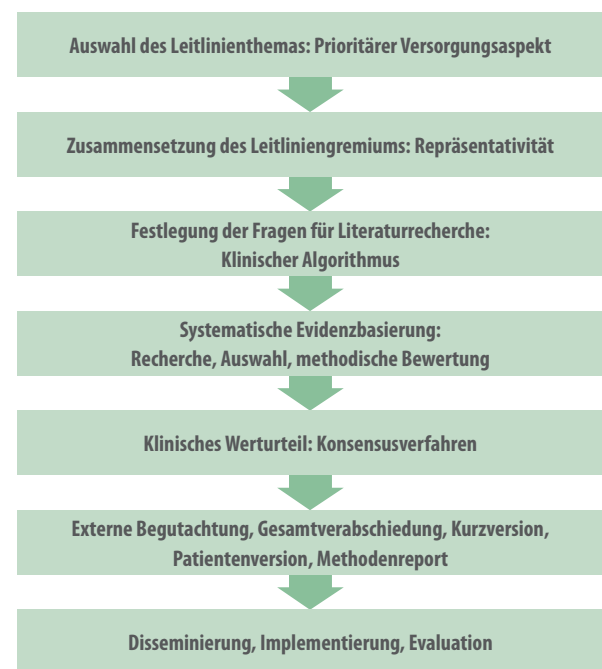 Auswahl des Leitlinienthemas: Prioritärer Versorgungsaspekt
Zusammensetzung des Leitliniengremiums: Repräsentativität
Festlegung der Fragen für Literaturrecherche:
Klinischer Algorithmus
Systematische Evidenzbasierung:
Recherche, Auswahl, methodische Bewertung
Klinisches Werturteil: Konsensusverfahren
Externe Begutachtung, Gesamtverabschiedung, Kurzversion,
Patientenversion, Methodenreport
Disseminierung, Implementierung, Evaluation